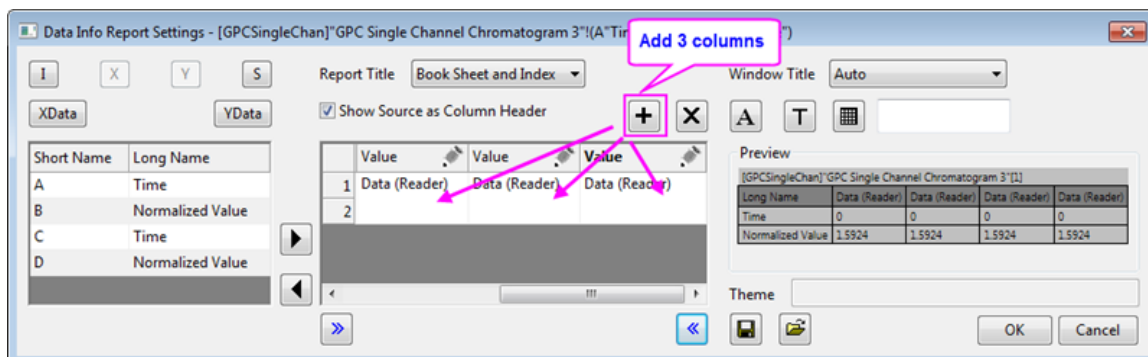 Data Info Report Settings - [GPCSingleChan]"GPC Single Channel Chromatogram 3"!(A"Tim
")
Add 3 columns
I X Y S
Report Title Book Sheet and Index
Window Title Auto
XData YData
Show Source as Column Header
A T
Short Name Long Name
A Time
B Normalized Value
C Time
D Normalized Value
Value Value Value
1 Data (Reader) Data (Reader) Data (Reader)
2
Preview
[GPCSingleChan]"GPC Single Channel Chromatogram 3"[1]
Long Name Data (Reader) Data (Reader) Data (Reader) Data (Reader)
Time 0 0 0 0
Normalized Value 1.5924 1.5924 1.5924 1.5924
Theme
OK Cancel